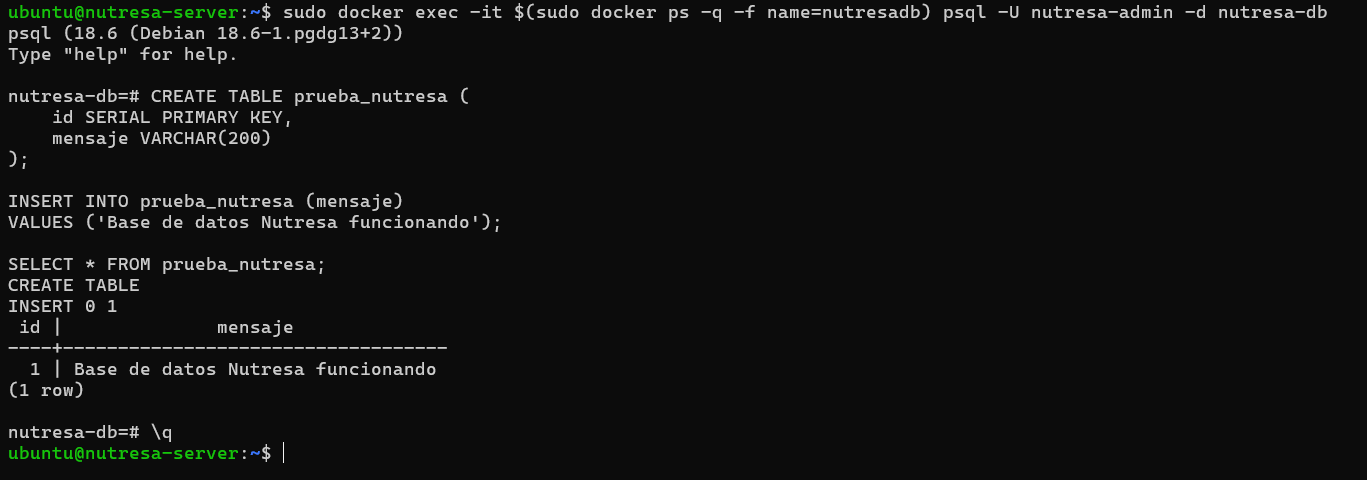 ubuntu@nutresa-server:~$ sudo docker exec -it $(sudo docker ps -q -f name=nutresadb) psql -U nutresa-admin -d nutresa-db
psql (18.6 (Debian 18.6-1.pgdg13+2))
Type "help" for help.

nutresa-db=# CREATE TABLE prueba_nutresa (
    id SERIAL PRIMARY KEY,
    mensaje VARCHAR(200)
);

INSERT INTO prueba_nutresa (mensaje)
VALUES ('Base de datos Nutresa funcionando');

SELECT * FROM prueba_nutresa;
CREATE TABLE
INSERT 0 1
 id |              mensaje
----+-----------------------------------
  1 | Base de datos Nutresa funcionando
(1 row)

nutresa-db=# \q
ubuntu@nutresa-server:~$